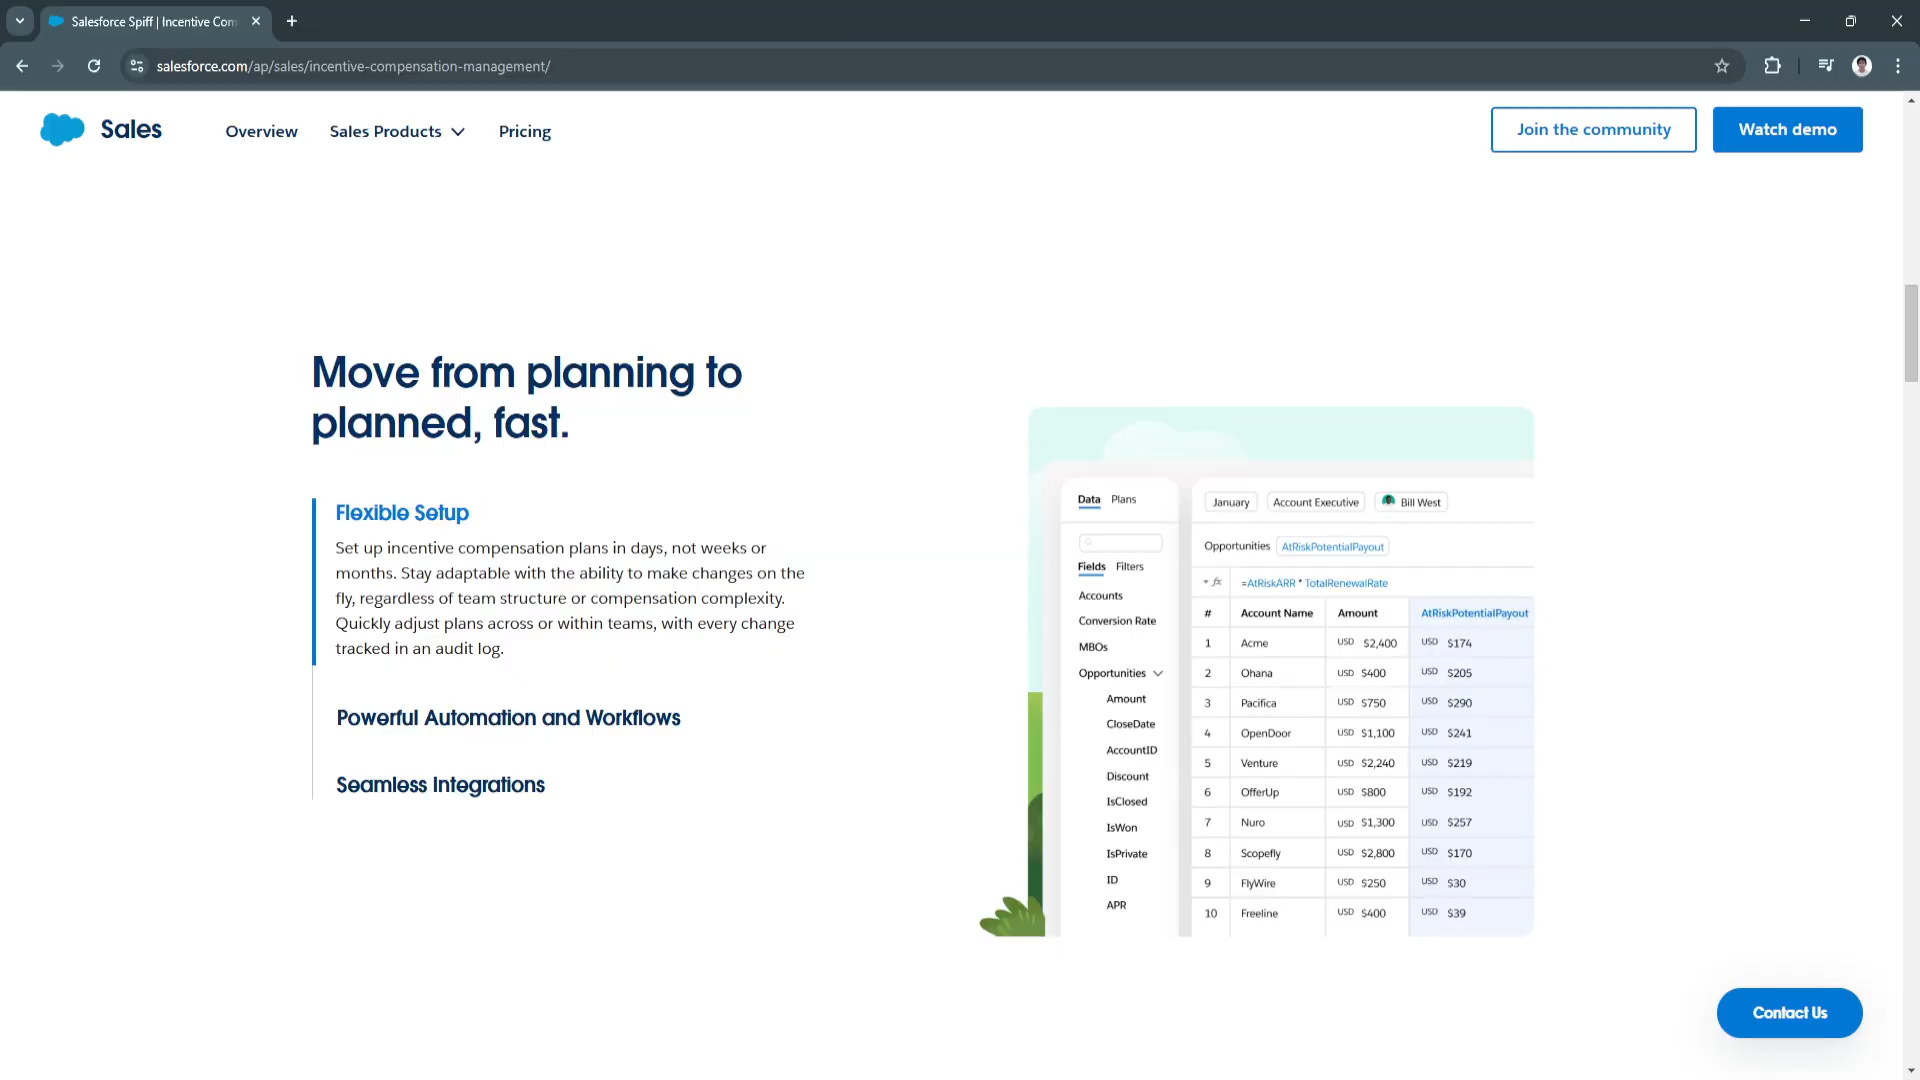 Salesforce Spiff | Incentive Com
salesforce.com/ap/sales/incentive-compensation-management/
Sales
Overview
Sales Products
Pricing
Join the community
Watch demo
Move from planning to
planned, fast.
Flexible Setup
Set up incentive compensation plans in days, not weeks or
months. Stay adaptable with the ability to make changes on the
fly, regardless of team structure or compensation complexity.
Quickly adjust plans across or within teams, with every change
tracked in an audit log.
Powerful Automation and Workflows
Seamless Integrations
Data Plans
Fields Filters
Accounts
Conversion Rate
MBOs
Opportunities
Amount
CloseDate
AccountID
Discount
IsClosed
IsWon
IsPrivate
ID
APR
January Account Executive Bill West
Opportunities AtRiskPotentialPayout
fx =AtRiskARR * TotalRenewalRate
# Account Name Amount AtRiskPotentialPayout
1 Acme USD $2,400 USD $174
2 Ohana USD $400 USD $205
3 Pacifica USD $750 USD $290
4 OpenDoor USD $1,100 USD $241
5 Venture USD $2,240 USD $219
6 OfferUp USD $800 USD $192
7 Nuro USD $1,300 USD $257
8 Scopefly USD $2,800 USD $170
9 FlyWire USD $250 USD $30
10 Freeline USD $400 USD $39
Contact Us